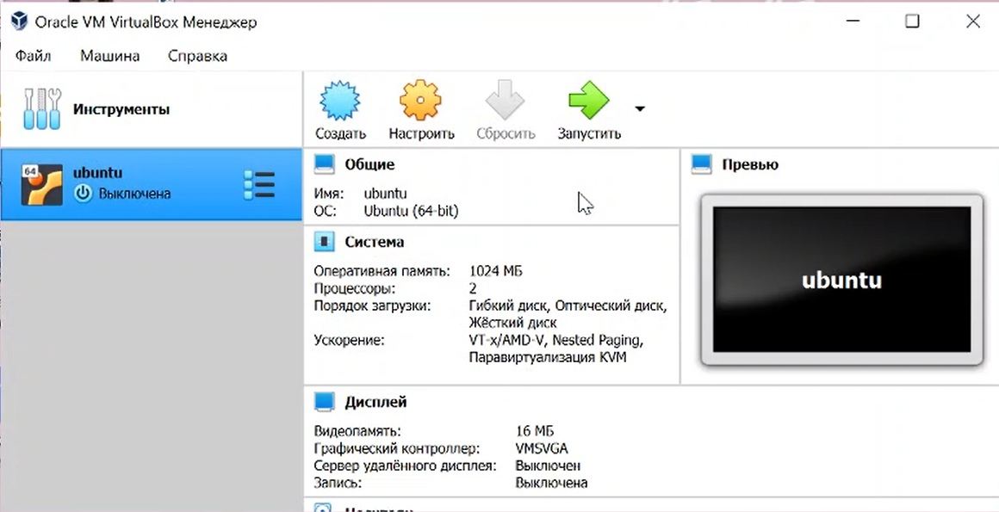 Oracle VM VirtualBox Менеджер
Файл Машина Справка
Инструменты
Создать Настроить Сбросить Запустить
64 ubuntu
Выключена
Общие
Имя: ubuntu
ОС: Ubuntu (64-bit)
Система
Оперативная память: 1024 МБ
Процессоры: 2
Порядок загрузки: Гибкий диск, Оптический диск,
Жёсткий диск
Ускорение: VT-x/AMD-V, Nested Paging,
Паравиртуализация KVM
Превью
ubuntu
Дисплей
Видеопамять: 16 МБ
Графический контроллер: VMSVGA
Сервер удалённого дисплея: Выключен
Запись: Выключена